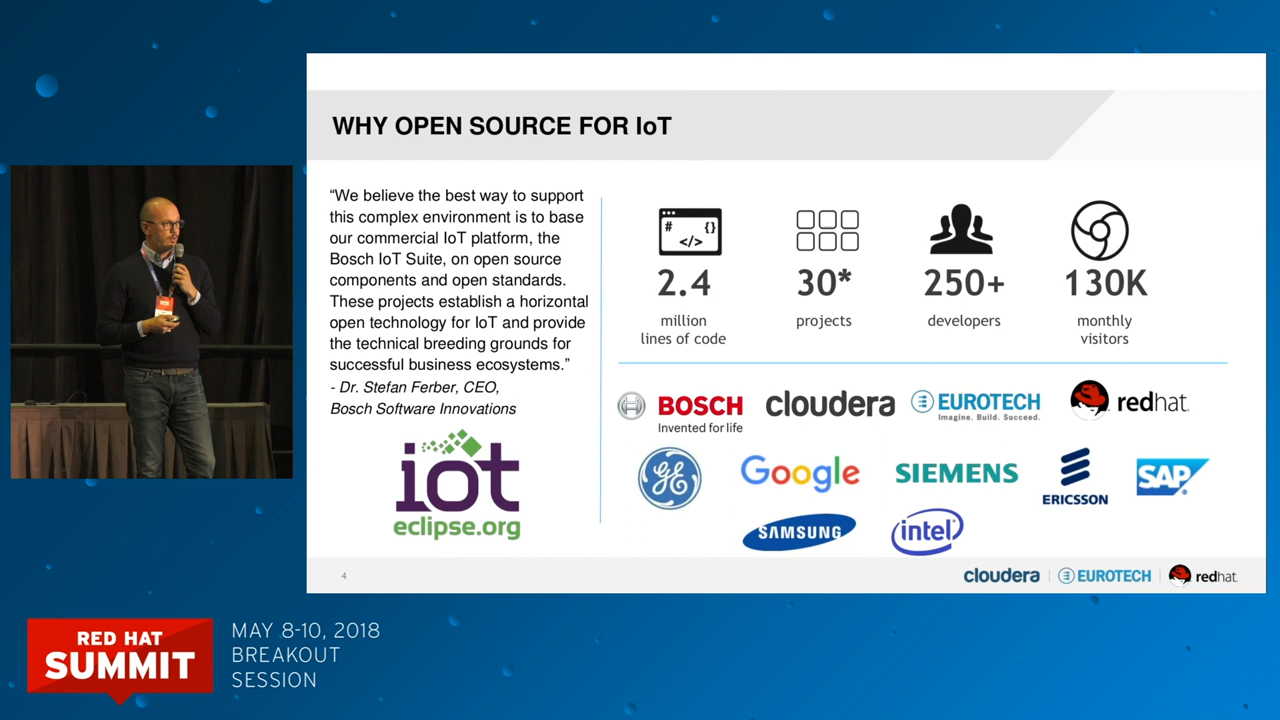 WHY OPEN SOURCE FOR IoT
“We believe the best way to support
this complex environment is to base
our commercial IoT platform, the
Bosch IoT Suite, on open source
components and open standards.
These projects establish a horizontal
open technology for IoT and provide
the technical breeding grounds for
successful business ecosystems.”
- Dr. Stefan Ferber, CEO,
Bosch Software Innovations
iot
eclipse.org
# {}
</>
2.4
million
lines of code
30*
projects
250+
developers
130K
monthly
visitors
BOSCH
Invented for life
cloudera
EUROTECH
Imagine. Build. Succeed.
redhat.
GE
Google
SIEMENS
ERICSSON
SAP
SAMSUNG
intel
4
cloudera
EUROTECH
redhat.
RED HAT
SUMMIT
MAY 8-10, 2018
BREAKOUT
SESSION